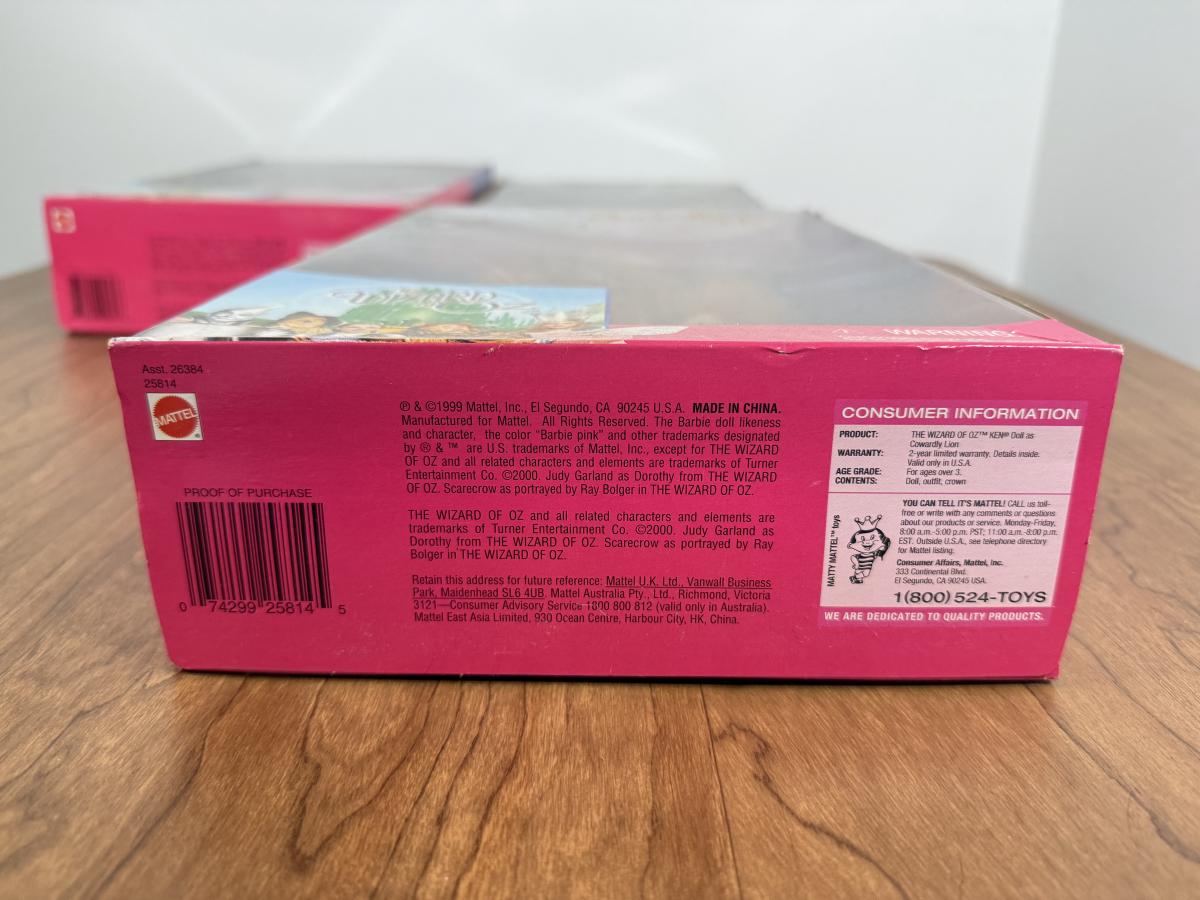 WIZARD
WARNING
Asst. 26384
25814
MATTEL
PROOF OF PURCHASE
0 74299 25814 5
℗ & ©1999 Mattel, Inc., El Segundo, CA 90245 U.S.A. MADE IN CHINA.
Manufactured for Mattel. All Rights Reserved. The Barbie doll likeness
and character, the color "Barbie pink" and other trademarks designated
by ® & ™ are U.S. trademarks of Mattel, Inc., except for THE WIZARD
OF OZ and all related characters and elements are trademarks of Turner
Entertainment Co. ©2000. Judy Garland as Dorothy from THE WIZARD
OF OZ. Scarecrow as portrayed by Ray Bolger in THE WIZARD OF OZ.
THE WIZARD OF OZ and all related characters and elements are
trademarks of Turner Entertainment Co. ©2000. Judy Garland as
Dorothy from THE WIZARD OF OZ. Scarecrow as portrayed by Ray
Bolger in THE WIZARD OF OZ.
Retain this address for future reference: Mattel U.K. Ltd., Vanwall Business
Park, Maidenhead SL6 4UB. Mattel Australia Pty., Ltd., Richmond, Victoria
3121—Consumer Advisory Service 1800 800 812 (valid only in Australia).
Mattel East Asia Limited, 930 Ocean Centre, Harbour City, HK, China.
CONSUMER INFORMATION
PRODUCT: THE WIZARD OF OZ™ KEN® Doll as
Cowardly Lion
WARRANTY: 2-year limited warranty. Details inside.
Valid only in U.S.A.
AGE GRADE: For ages over 3.
CONTENTS: Doll, outfit, crown
MATTY MATTEL™ toys
YOU CAN TELL IT'S MATTEL! CALL us toll-
free or write with any comments or questions
about our products or service. Monday-Friday,
8:00 a.m.-5:00 p.m. PST; 11:00 a.m.-8:00 p.m.
EST. Outside U.S.A., see telephone directory
for Mattel listing.
Consumer Affairs, Mattel, Inc.
333 Continental Blvd.
El Segundo, CA 90245 USA.
1(800) 524-TOYS
WE ARE DEDICATED TO QUALITY PRODUCTS.